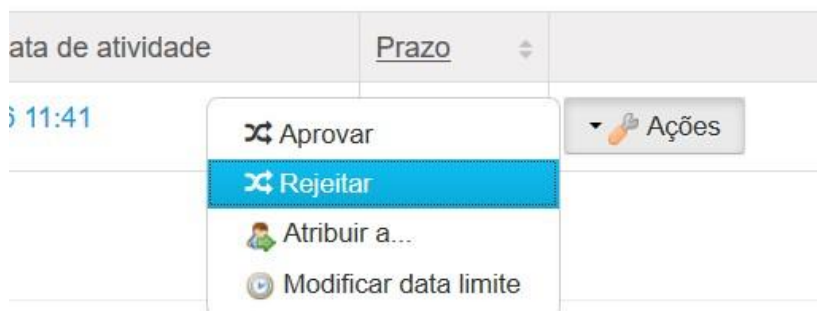 ata de atividade Prazo
11:41
Aprovar
Ações
Rejeitar
Atribuir a...
Modificar data limite